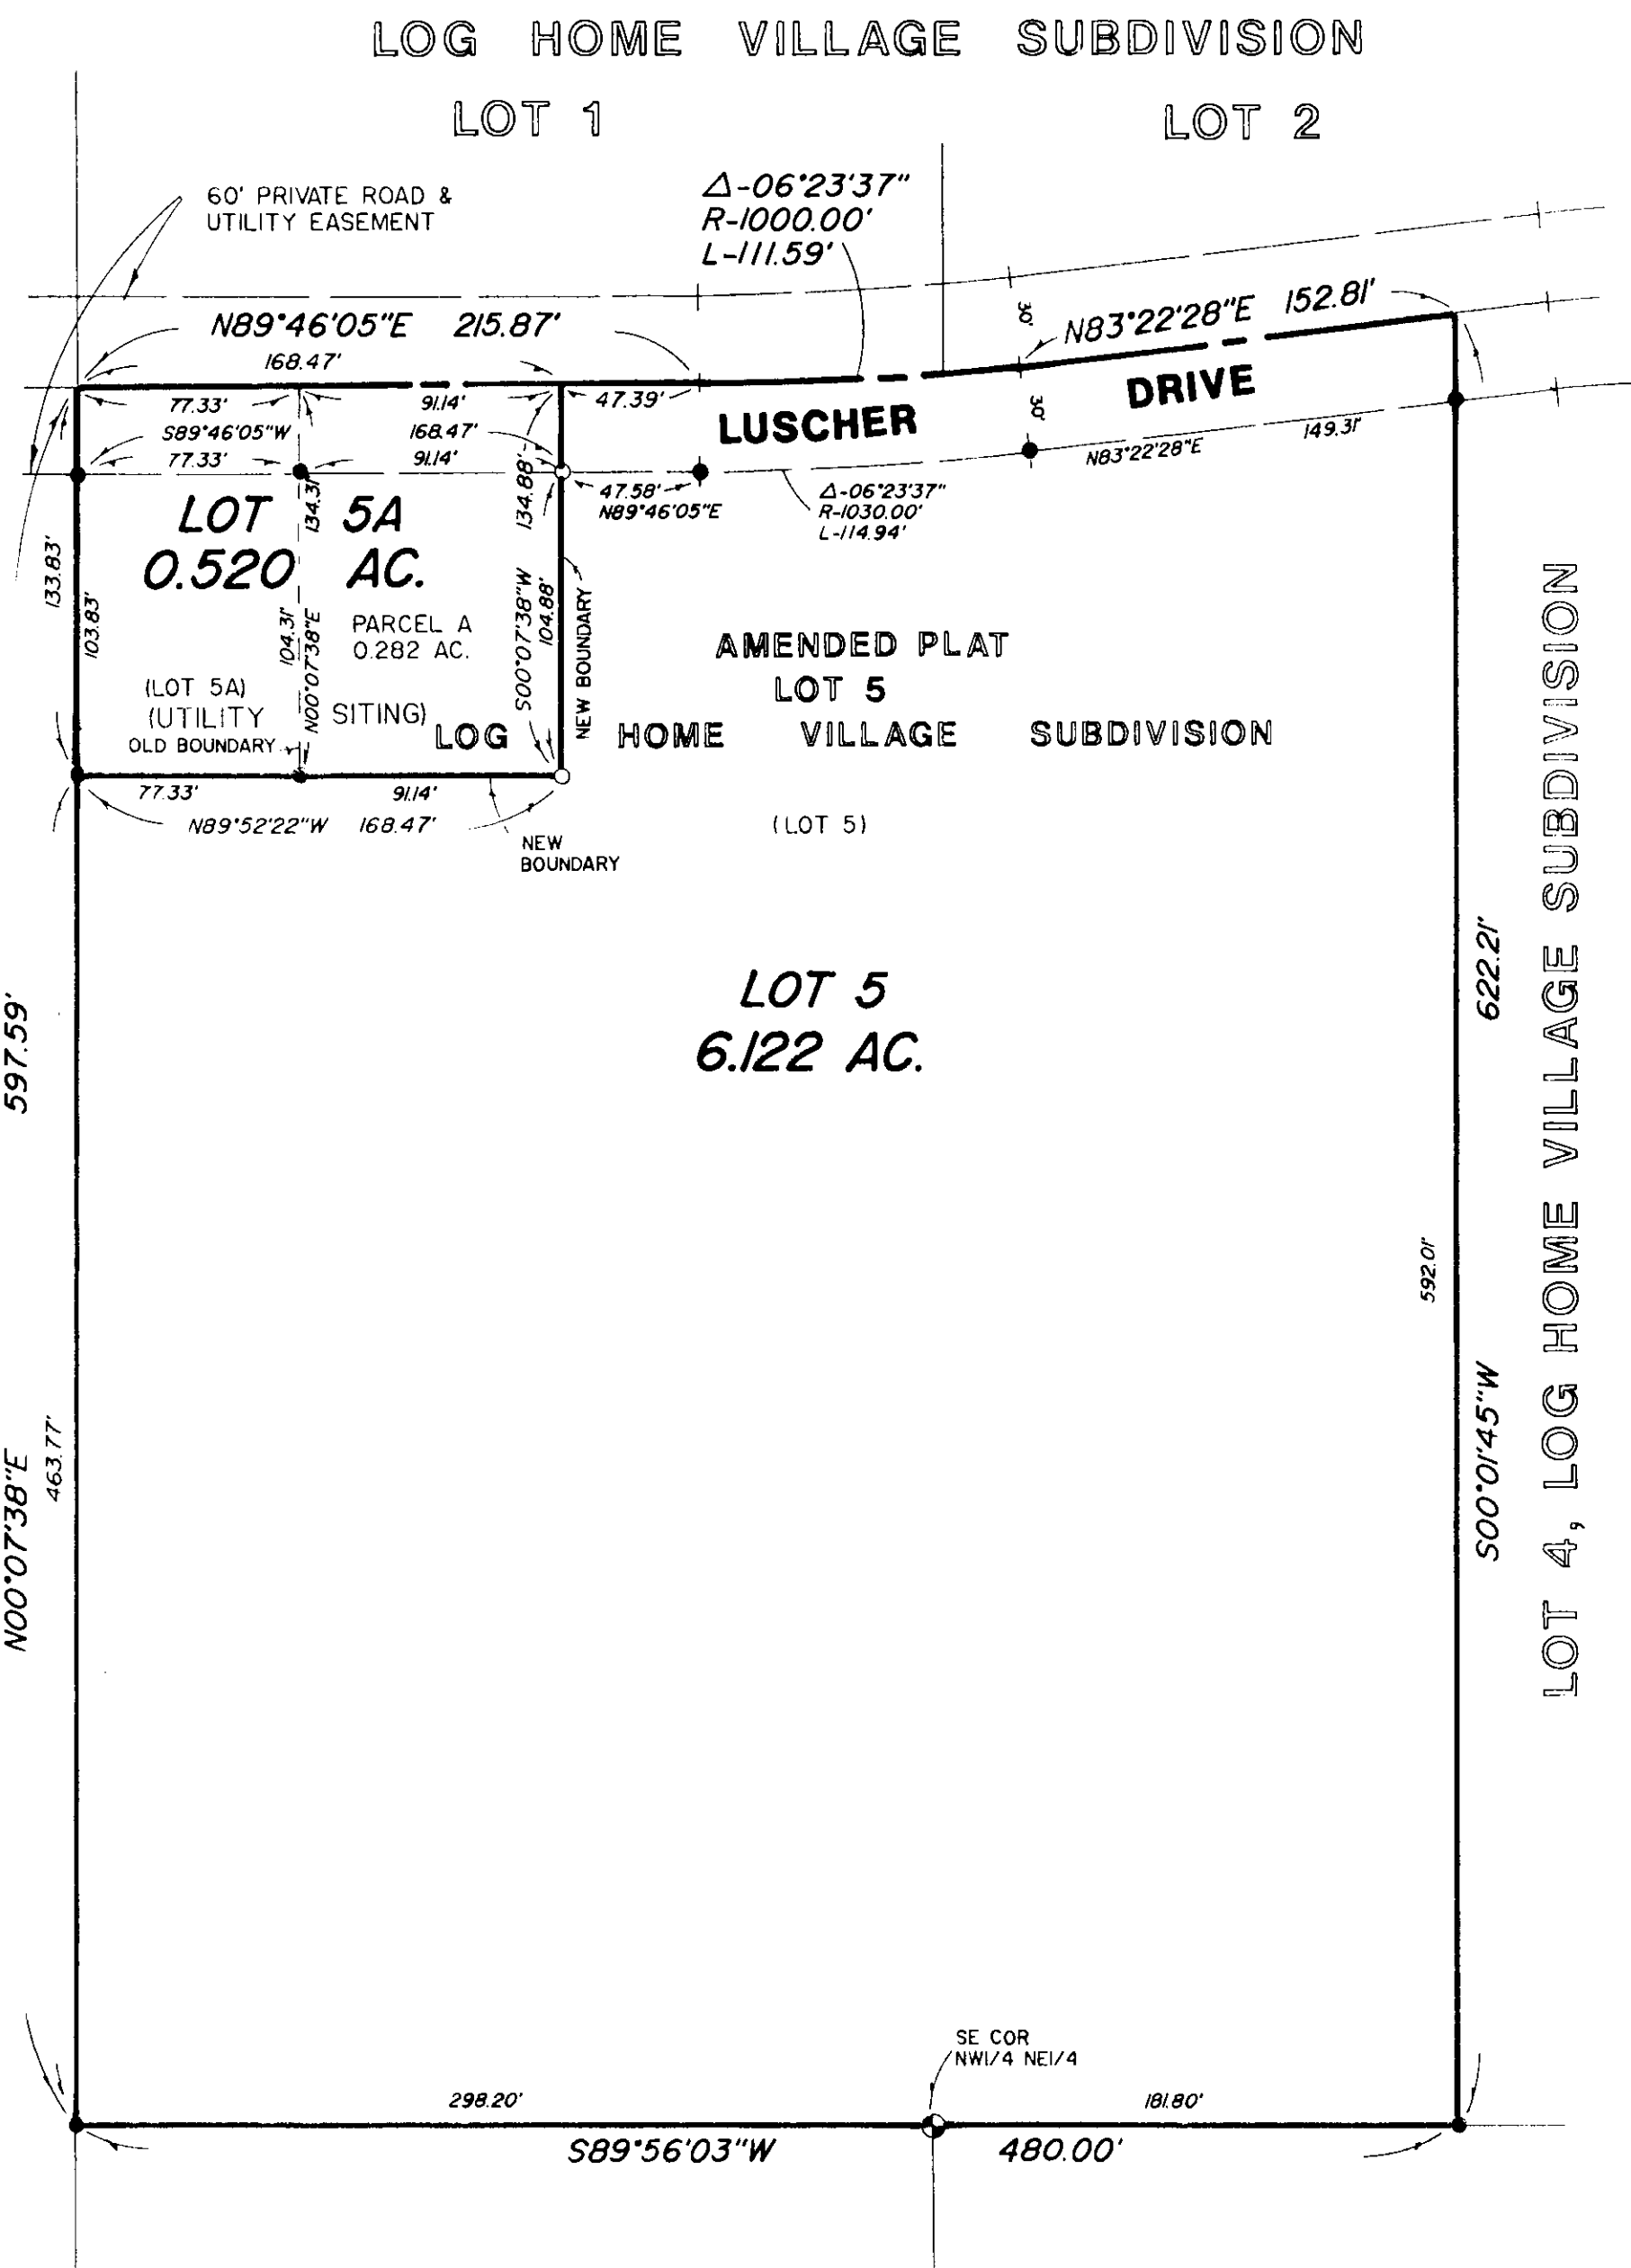 LOG HOME VILLAGE SUBDIVISION
LOT 1
LOT 2
60' PRIVATE ROAD &
UTILITY EASEMENT
Δ-06°23'37"
R-1000.00'
L-111.59'
N89°46'05"E 215.87'
168.47'
30'
N83°22'28"E 152.81'
77.33'
91.14'
47.39'
LUSCHER DRIVE
30'
S89°46'05"W
168.47'
77.33'
91.14'
N83°22'28"E
149.31'
134.31'
134.88'
47.58'
N89°46'05"E
Δ-06°23'37"
R-1030.00'
L-114.94'
LOT 5A
0.520 AC.
133.83'
103.83'
104.31'
N00°07'38"E
PARCEL A
0.282 AC.
S00°07'38"W
104.88'
NEW BOUNDARY
(LOT 5A)
(UTILITY SITING)
OLD BOUNDARY
AMENDED PLAT
LOT 5
LOG HOME VILLAGE SUBDIVISION
77.33'
91.14'
N89°52'22"W 168.47'
NEW
BOUNDARY
(LOT 5)
LOT 5
6.122 AC.
597.59'
N00°07'38"E
463.77'
622.21'
592.01'
S00°01'45"W
LOT 4, LOG HOME VILLAGE SUBDIVISION
SE COR
NW1/4 NE1/4
298.20'
181.80'
S89°56'03"W 480.00'